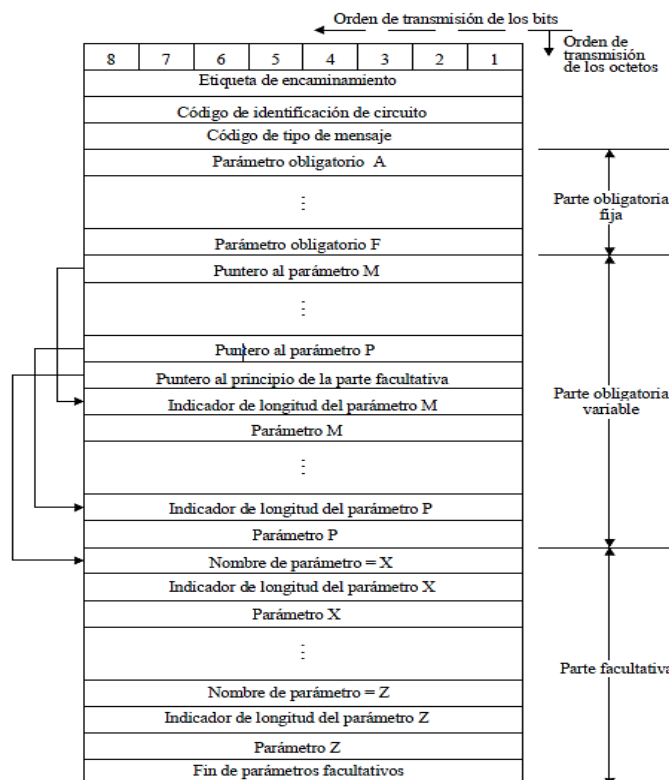 Orden de transmisión de los bits
Orden de
transmisión
de los octetos
8 7 6 5 4 3 2 1
Etiqueta de encaminamiento
Código de identificación de circuito
Código de tipo de mensaje
Parámetro obligatorio A
⋮
Parámetro obligatorio F
Parte obligatoria
fija
Puntero al parámetro M
⋮
Puntero al parámetro P
Puntero al principio de la parte facultativa
Indicador de longitud del parámetro M
Parámetro M
⋮
Indicador de longitud del parámetro P
Parámetro P
Parte obligatoria
variable
Nombre de parámetro = X
Indicador de longitud del parámetro X
Parámetro X
⋮
Nombre de parámetro = Z
Indicador de longitud del parámetro Z
Parámetro Z
Fin de parámetros facultativos
Parte facultativa